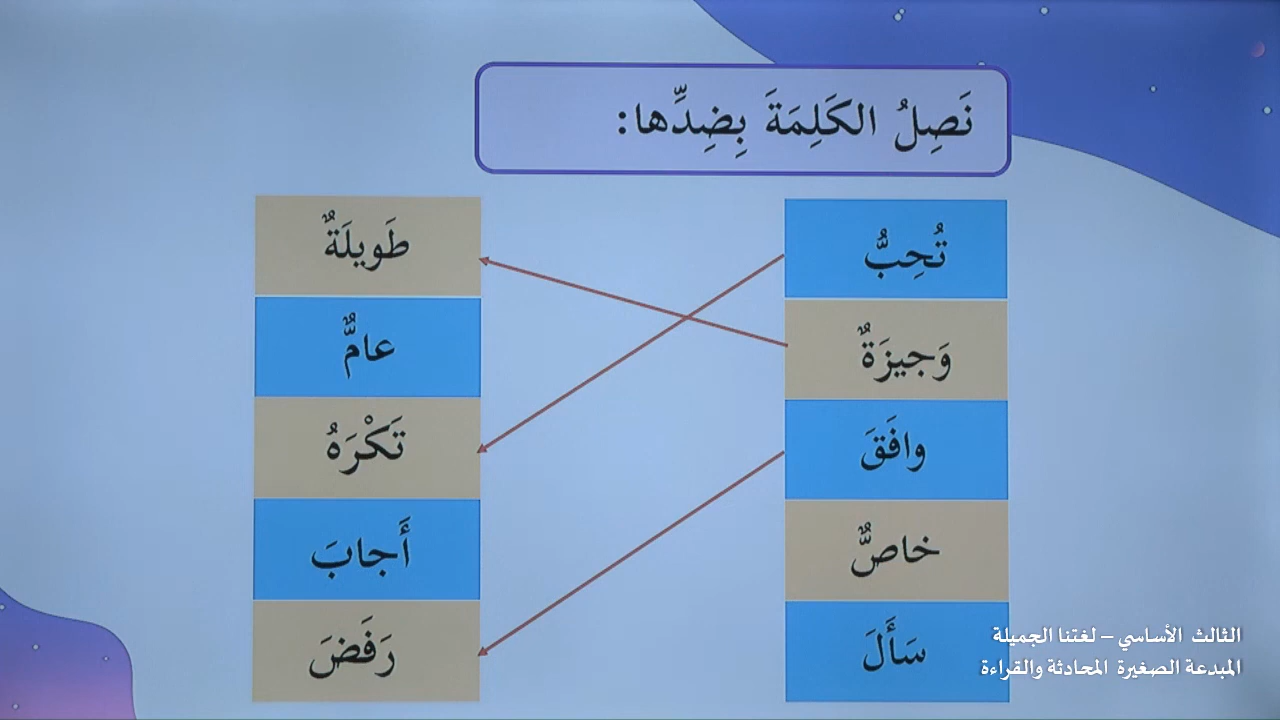 نَصِلُ الكَلِمَةَ بِضِدِّها:
تُحِبُّ
وَجيزَةٌ
وافَقَ
خاصٌّ
سَأَلَ
طَويلَةٌ
عامٌّ
تَكْرَهُ
أَجابَ
رَفَضَ
الثالث الأساسي – لغتنا الجميلة
المبدعة الصغيرة المحادثة والقراءة